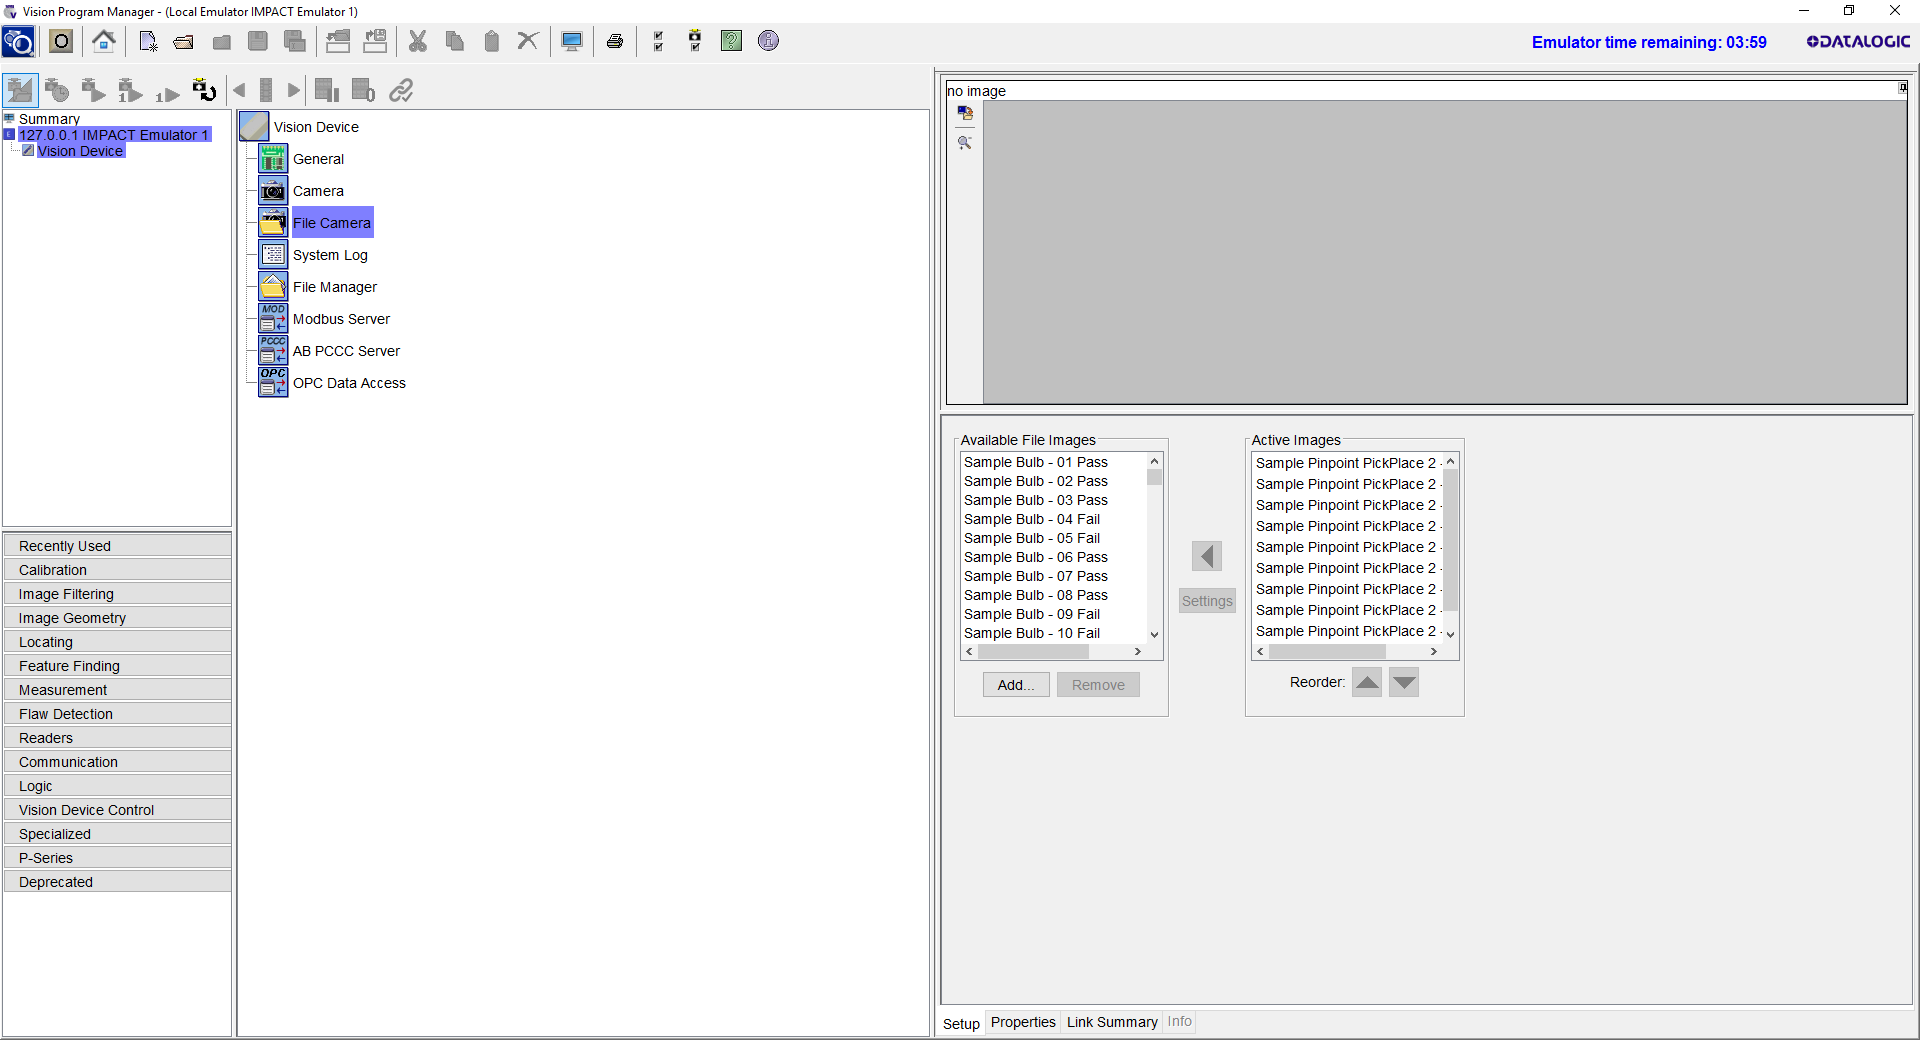 Vision Program Manager - (Local Emulator IMPACT Emulator 1)
Emulator time remaining: 03:59
DATALOGIC
Summary
127.0.0.1 IMPACT Emulator 1
Vision Device
Recently Used
Calibration
Image Filtering
Image Geometry
Locating
Feature Finding
Measurement
Flaw Detection
Readers
Communication
Logic
Vision Device Control
Specialized
P-Series
Deprecated
Vision Device
General
Camera
File Camera
System Log
File Manager
MOD
Modbus Server
PCCC
AB PCCC Server
OPC
OPC Data Access
no image
Available File Images
Sample Bulb - 01 Pass
Sample Bulb - 02 Pass
Sample Bulb - 03 Pass
Sample Bulb - 04 Fail
Sample Bulb - 05 Fail
Sample Bulb - 06 Pass
Sample Bulb - 07 Pass
Sample Bulb - 08 Pass
Sample Bulb - 09 Fail
Sample Bulb - 10 Fail
Add...
Remove
Settings
Active Images
Sample Pinpoint PickPlace 2 -
Sample Pinpoint PickPlace 2 -
Sample Pinpoint PickPlace 2 -
Sample Pinpoint PickPlace 2 -
Sample Pinpoint PickPlace 2 -
Sample Pinpoint PickPlace 2 -
Sample Pinpoint PickPlace 2 -
Sample Pinpoint PickPlace 2 -
Sample Pinpoint PickPlace 2 -
Reorder:
Setup
Properties
Link Summary
Info